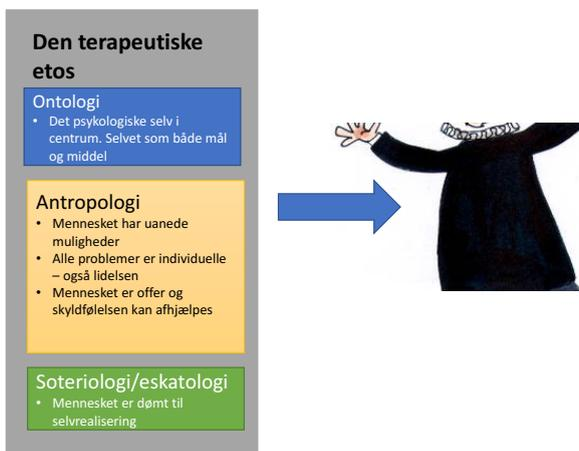 Den terapeutiske
etos
Ontologi
• Det psykologiske selv i
centrum. Selvet som både mål
og middel
Antropologi
• Mennesket har uanede
muligheder
• Alle problemer er individuelle
– også lidelsen
• Mennesket er offer og
skyldfølelsen kan afhjælpes
Soteriologi/eskatologi
• Mennesket er dømt til
selvrealisering